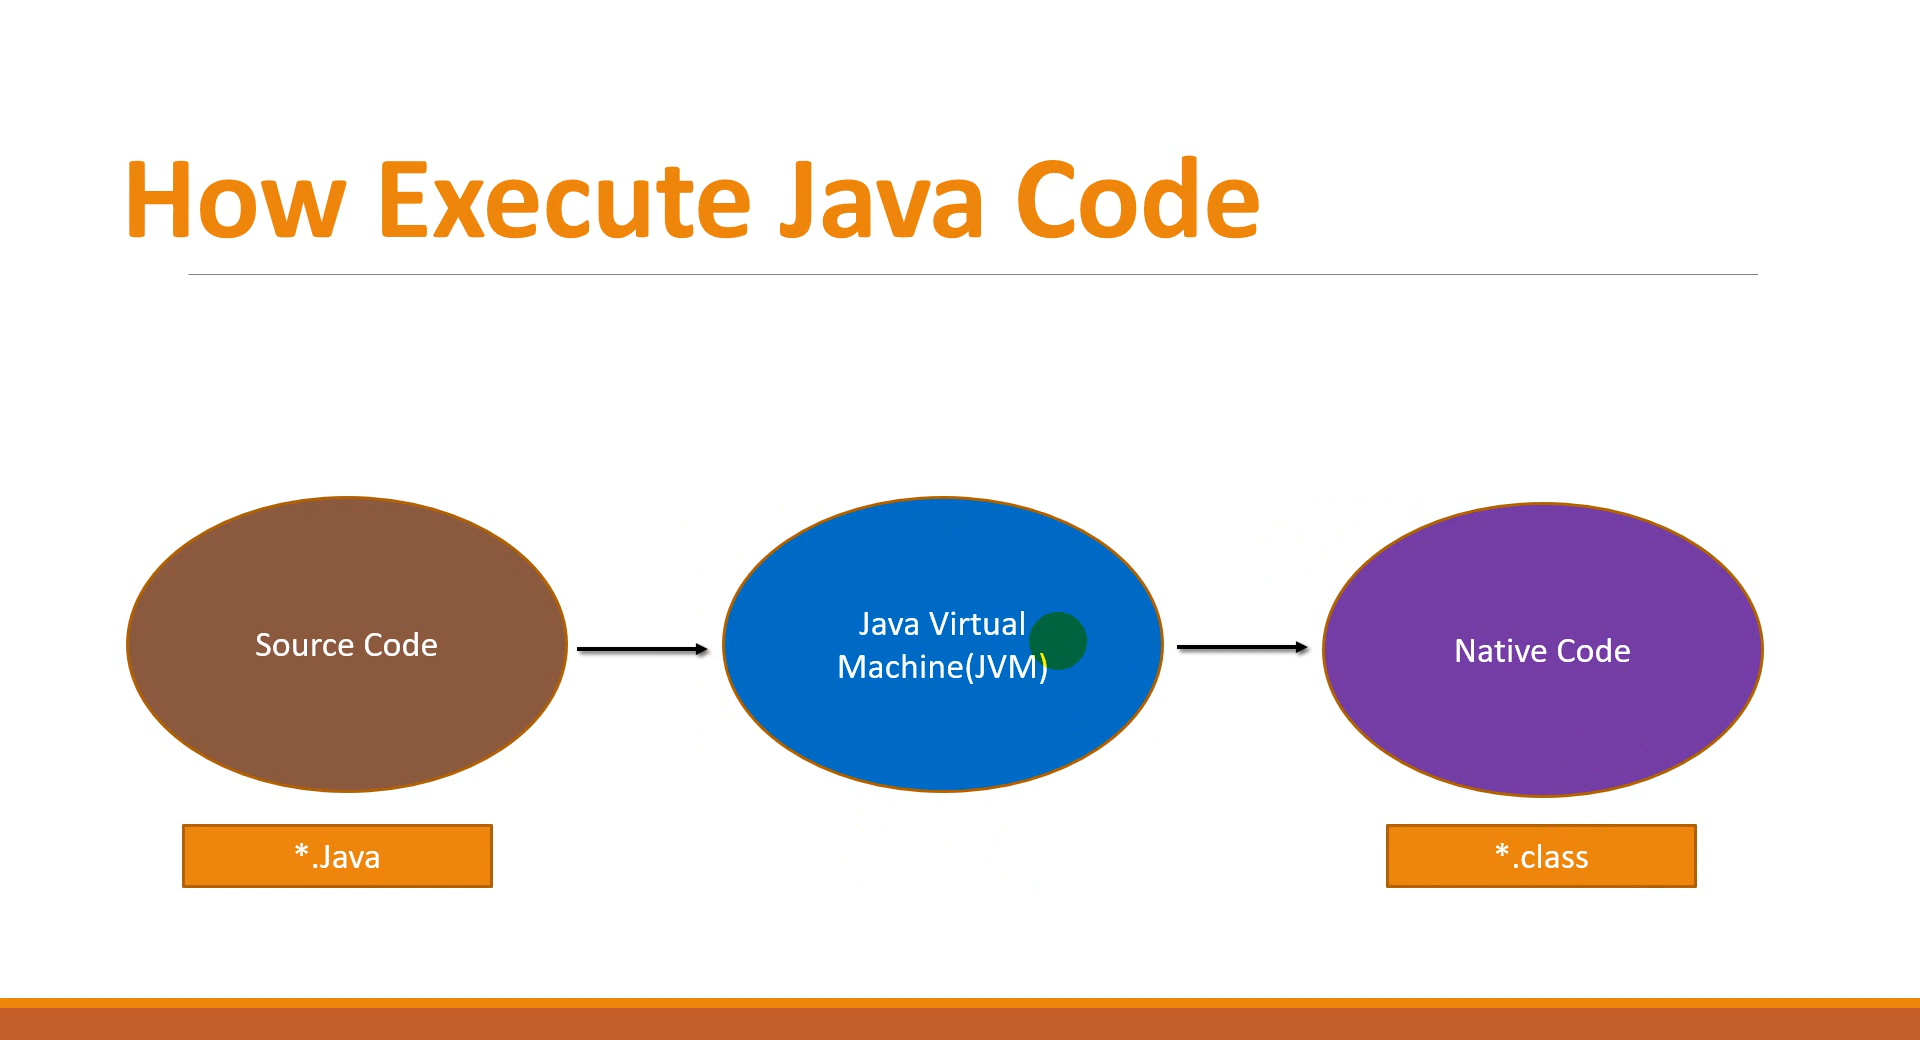 How Execute Java Code
Source Code
Java Virtual
Machine(JVM)
Native Code
*.Java
*.class